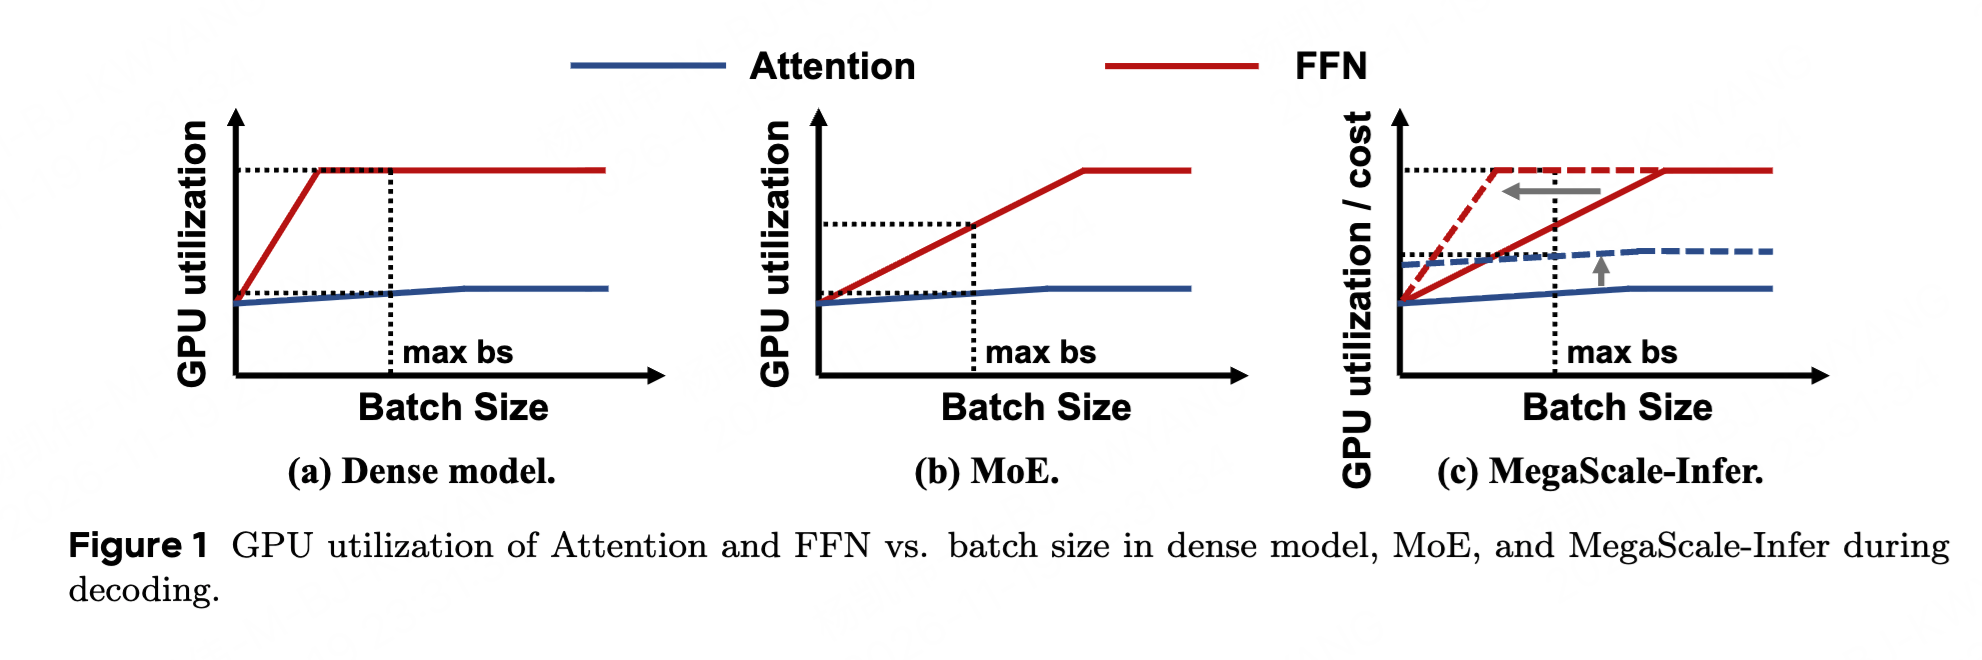 Attention
FFN
GPU utilization
max bs
Batch Size
(a) Dense model.
GPU utilization
max bs
Batch Size
(b) MoE.
GPU utilization / cost
max bs
Batch Size
(c) MegaScale-Infer.
Figure 1 GPU utilization of Attention and FFN vs. batch size in dense model, MoE, and MegaScale-Infer during
decoding.